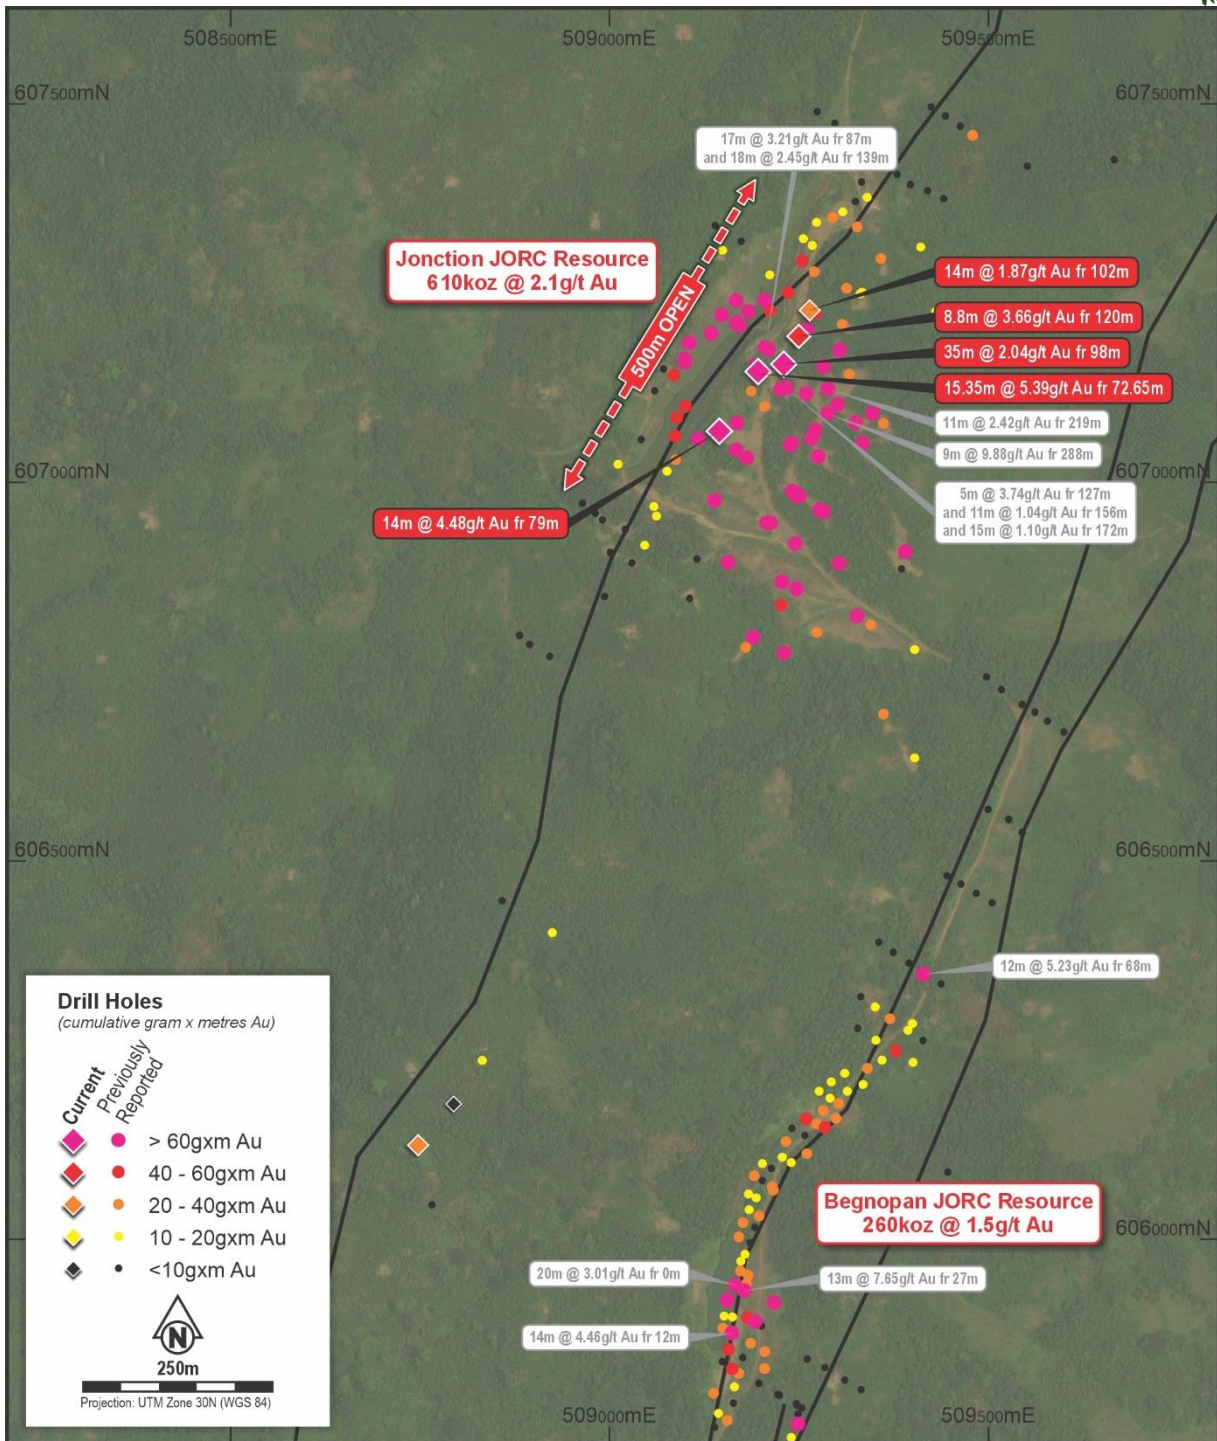 508500mE
509000mE
509500mE
607500mN
607500mN
17m @ 3.21g/t Au fr 87m
and 18m @ 2.45g/t Au fr 139m
Jonction JORC Resource
610koz @ 2.1g/t Au
500m OPEN
14m @ 1.87g/t Au fr 102m
8.8m @ 3.66g/t Au fr 120m
35m @ 2.04g/t Au fr 98m
15.35m @ 5.39g/t Au fr 72.65m
11m @ 2.42g/t Au fr 219m
9m @ 9.88g/t Au fr 288m
607000mN
5m @ 3.74g/t Au fr 127m
and 11m @ 1.04g/t Au fr 156m
and 15m @ 1.10g/t Au fr 172m
14m @ 4.48g/t Au fr 79m
606500mN
606500mN
12m @ 5.23g/t Au fr 68m
Drill Holes
(cumulative gram x metres Au)
Current
Previously
Reported
> 60gxm Au
40 - 60gxm Au
20 - 40gxm Au
10 - 20gxm Au
<10gxm Au
N
250m
Projection: UTM Zone 30N (WGS 84)
Begnopan JORC Resource
260koz @ 1.5g/t Au
606000mN
20m @ 3.01g/t Au fr 0m
13m @ 7.65g/t Au fr 27m
14m @ 4.46g/t Au fr 12m
509000mE
509500mE